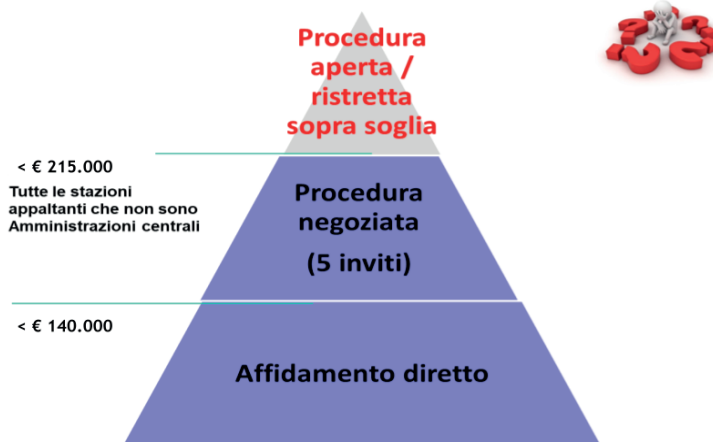 Procedura
aperta /
ristretta
sopra soglia
< € 215.000
Tutte le stazioni
appaltanti che non sono
Amministrazioni centrali
Procedura
negoziata
(5 inviti)
< € 140.000
Affidamento diretto